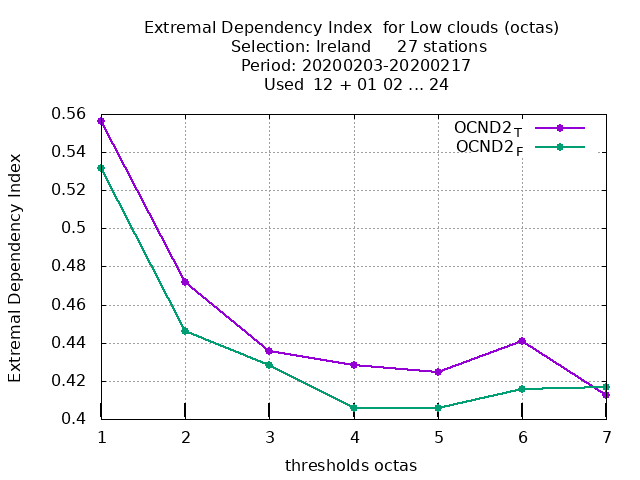 Extremal Dependency Index  for Low clouds (octas)
Selection: Ireland     27 stations
Period: 20200203-20200217
Used  12 + 01 02 ... 24
OCND2 T
OCND2 F
Extremal Dependency Index
0.56
0.54
0.52
0.5
0.48
0.46
0.44
0.42
0.4
1 2 3 4 5 6 7
thresholds octas